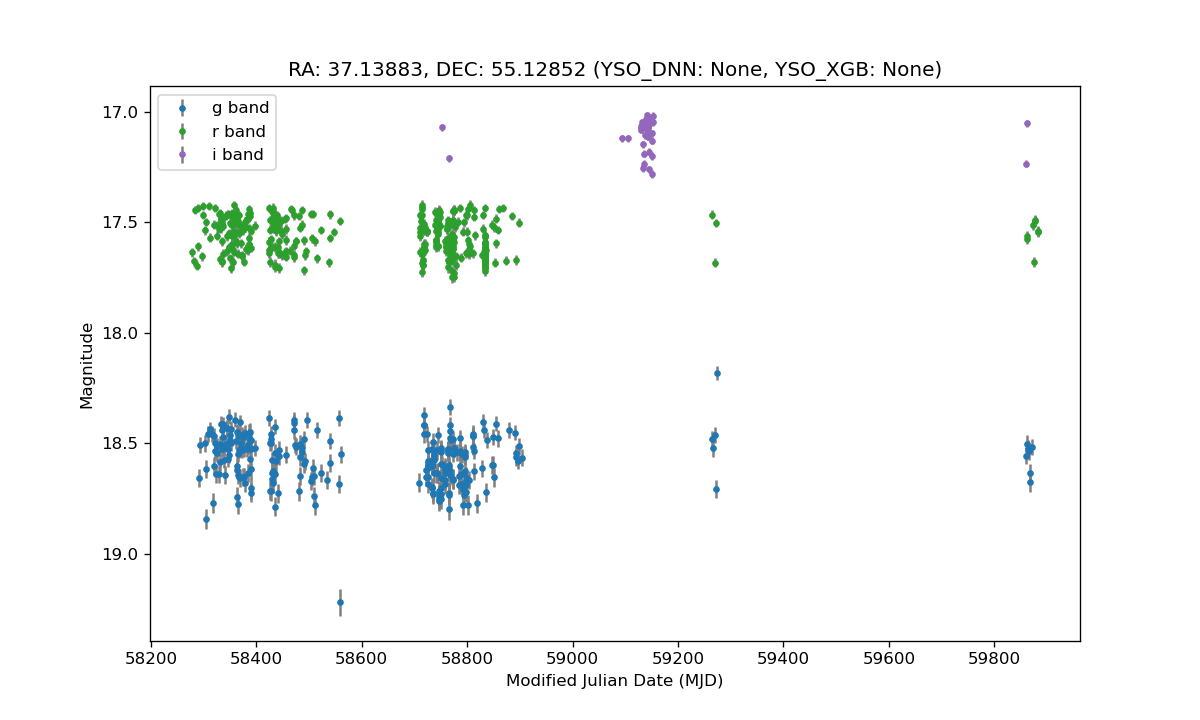 RA: 37.13883, DEC: 55.12852 (YSO_DNN: None, YSO_XGB: None)
g band
r band
i band
17.0
17.5
18.0
18.5
19.0
Magnitude
58200 58400 58600 58800 59000 59200 59400 59600 59800
Modified Julian Date (MJD)